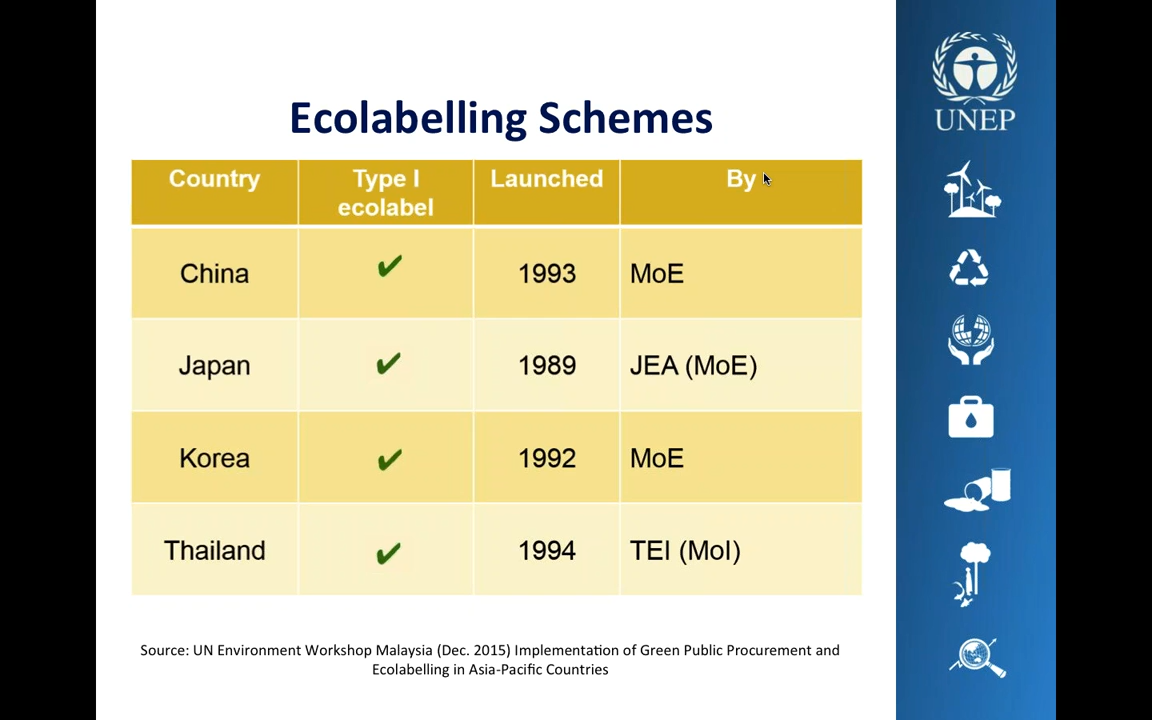 Ecolabelling Schemes
UNEP
Country Type I ecolabel Launched By
China ✔ 1993 MoE
Japan ✔ 1989 JEA (MoE)
Korea ✔ 1992 MoE
Thailand ✔ 1994 TEI (MoI)
Source: UN Environment Workshop Malaysia (Dec. 2015) Implementation of Green Public Procurement and
Ecolabelling in Asia-Pacific Countries